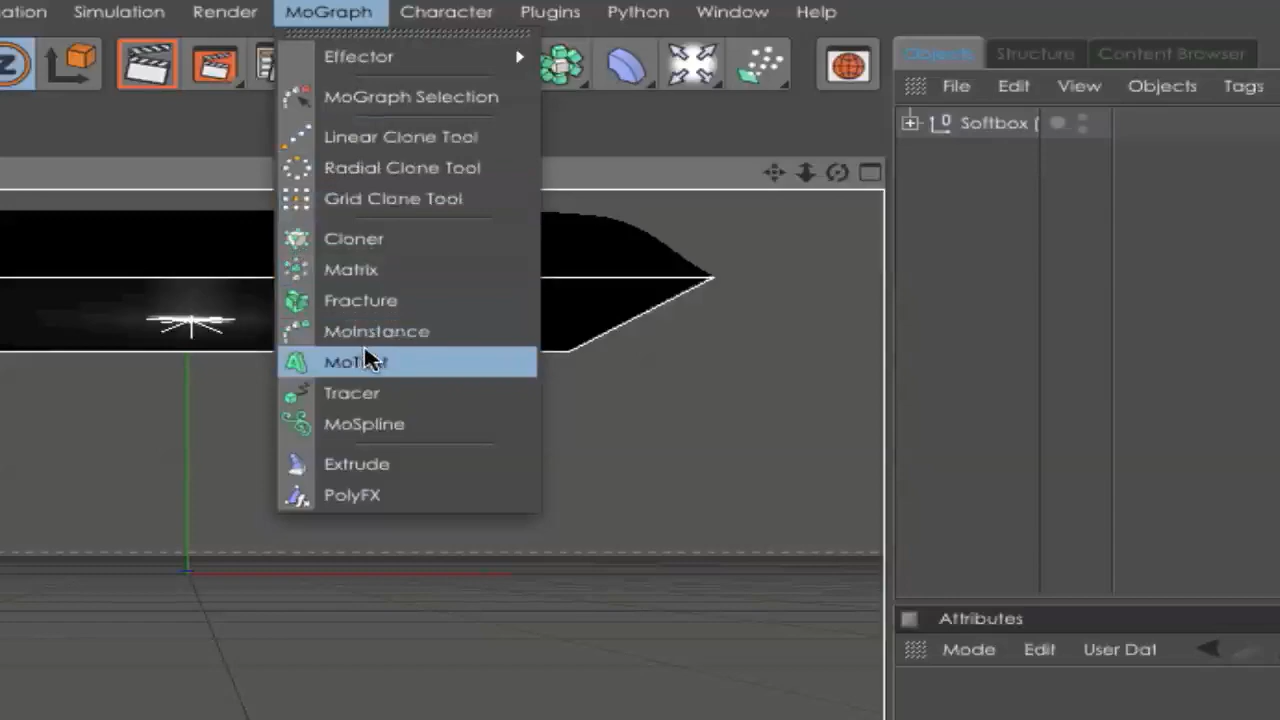 ation Simulation Render MoGraph Character Plugins Python Window Help
Effector
MoGraph Selection
Linear Clone Tool
Radial Clone Tool
Grid Clone Tool
Cloner
Matrix
Fracture
MoInstance
Tracer
MoSpline
Extrude
PolyFX
Objects Structure Content Browser
File Edit View Objects Tags
Softbox (
Attributes
Mode Edit User Dat